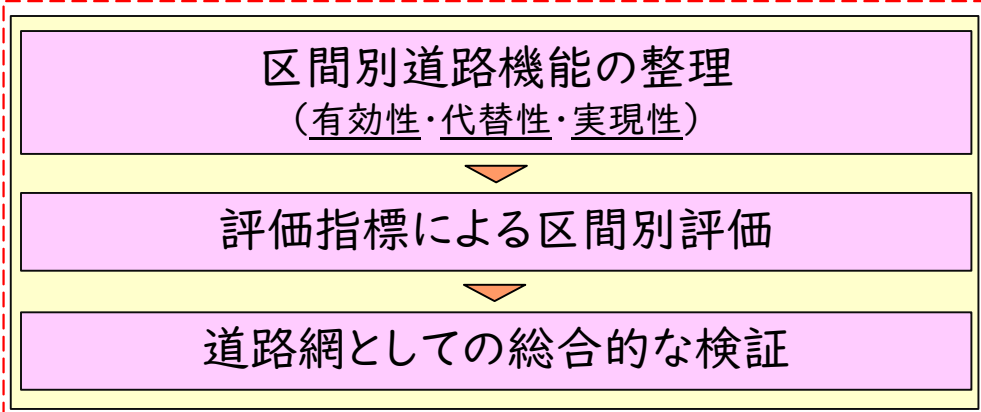 区間別道路機能の整理
（有効性・代替性・実現性）
評価指標による区間別評価
道路網としての総合的な検証